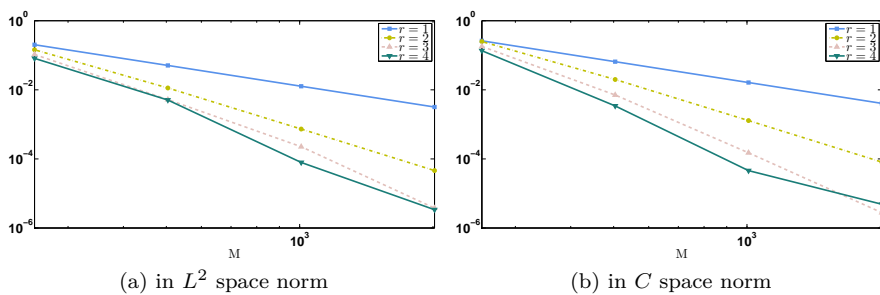 10^0
10^-2
10^-4
10^-6
10^3
M
r = 1
r = 2
r = 3
r = 4
(a) in L^2 space norm
10^0
10^-2
10^-4
10^-6
10^3
M
r = 1
r = 2
r = 3
r = 4
(b) in C space norm